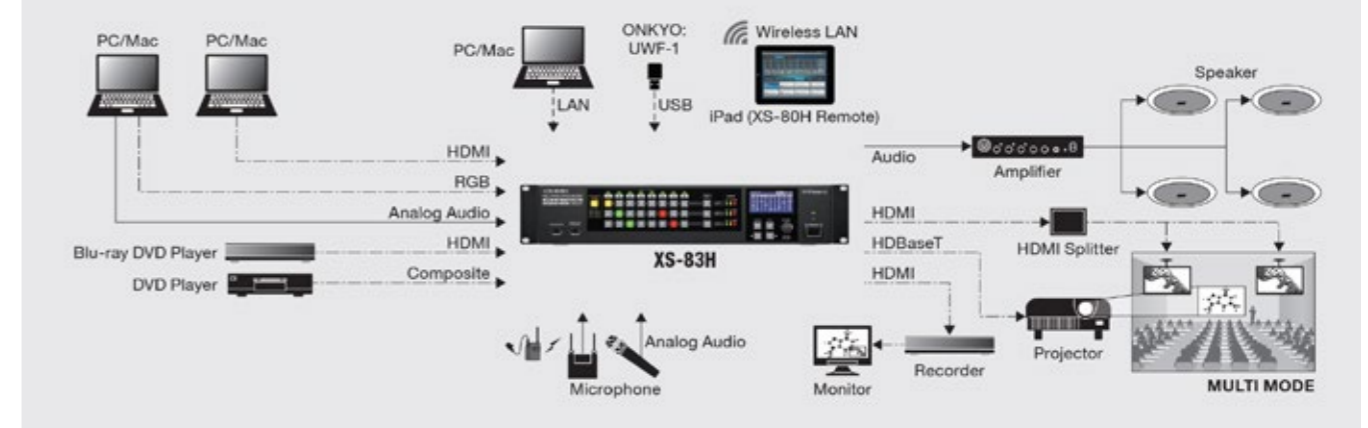 PC/Mac
PC/Mac
PC/Mac
ONKYO:
UWF-1
Wireless LAN
LAN
USB
iPad (XS-80H Remote)
Speaker
HDMI
RGB
Analog Audio
Blu-ray DVD Player
HDMI
DVD Player
Composite
XS-83H
Audio
Amplifier
HDMI
HDMI Splitter
HDBaseT
HDMI
Analog Audio
Microphone
Monitor
Recorder
Projector
MULTI MODE